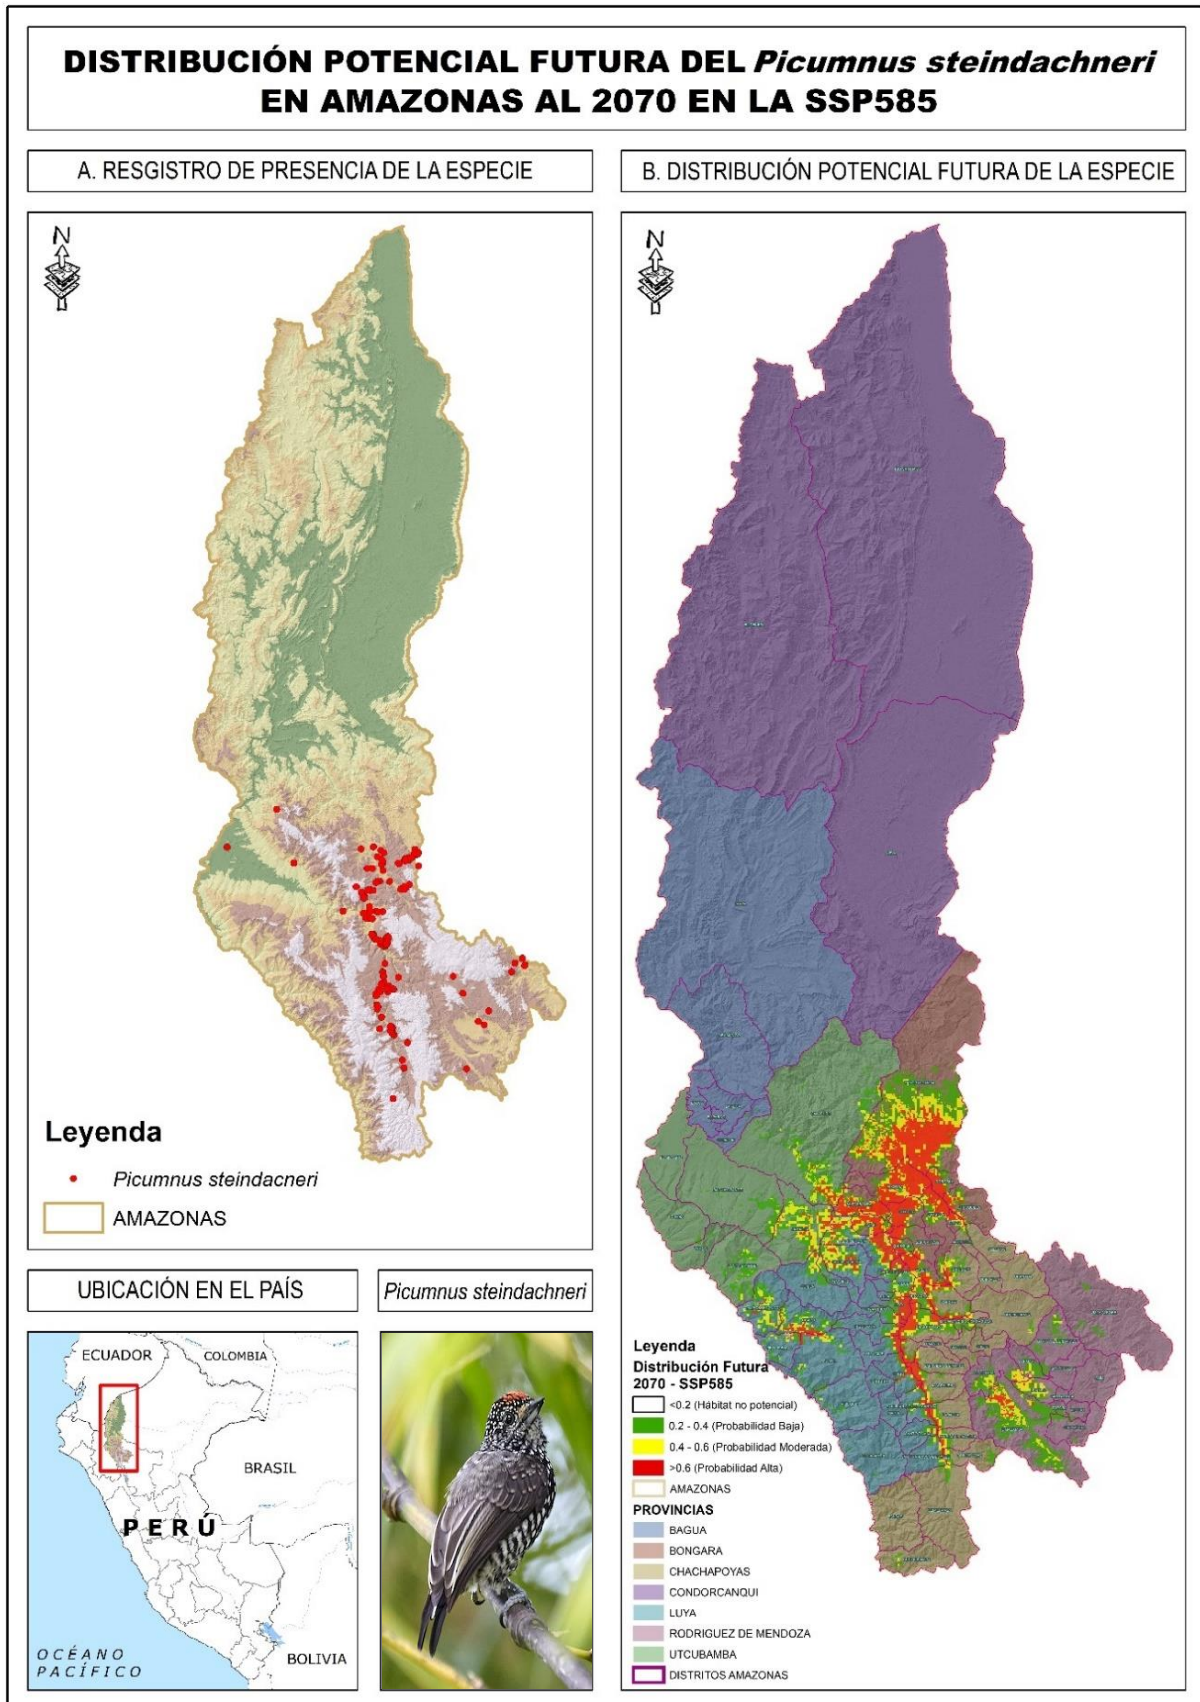 DISTRIBUCIÓN POTENCIAL FUTURA DEL Picumnus steindachneri
EN AMAZONAS AL 2070 EN LA SSP585
A. RESGISTRO DE PRESENCIA DE LA ESPECIE
B. DISTRIBUCIÓN POTENCIAL FUTURA DE LA ESPECIE
N
N
Leyenda
Picumnus steindacneri
AMAZONAS
UBICACIÓN EN EL PAÍS
Picumnus steindachneri
ECUADOR
COLOMBIA
BRASIL
PERÚ
BOLIVIA
OCÉANO
PACÍFICO
Leyenda
Distribución Futura
2070 - SSP585
<0.2 (Hábitat no potencial)
0.2 - 0.4 (Probabilidad Baja)
0.4 - 0.6 (Probabilidad Moderada)
>0.6 (Probabilidad Alta)
AMAZONAS
PROVINCIAS
BAGUA
BONGARA
CHACHAPOYAS
CONDORCANQUI
LUYA
RODRIGUEZ DE MENDOZA
UTCUBAMBA
DISTRITOS AMAZONAS